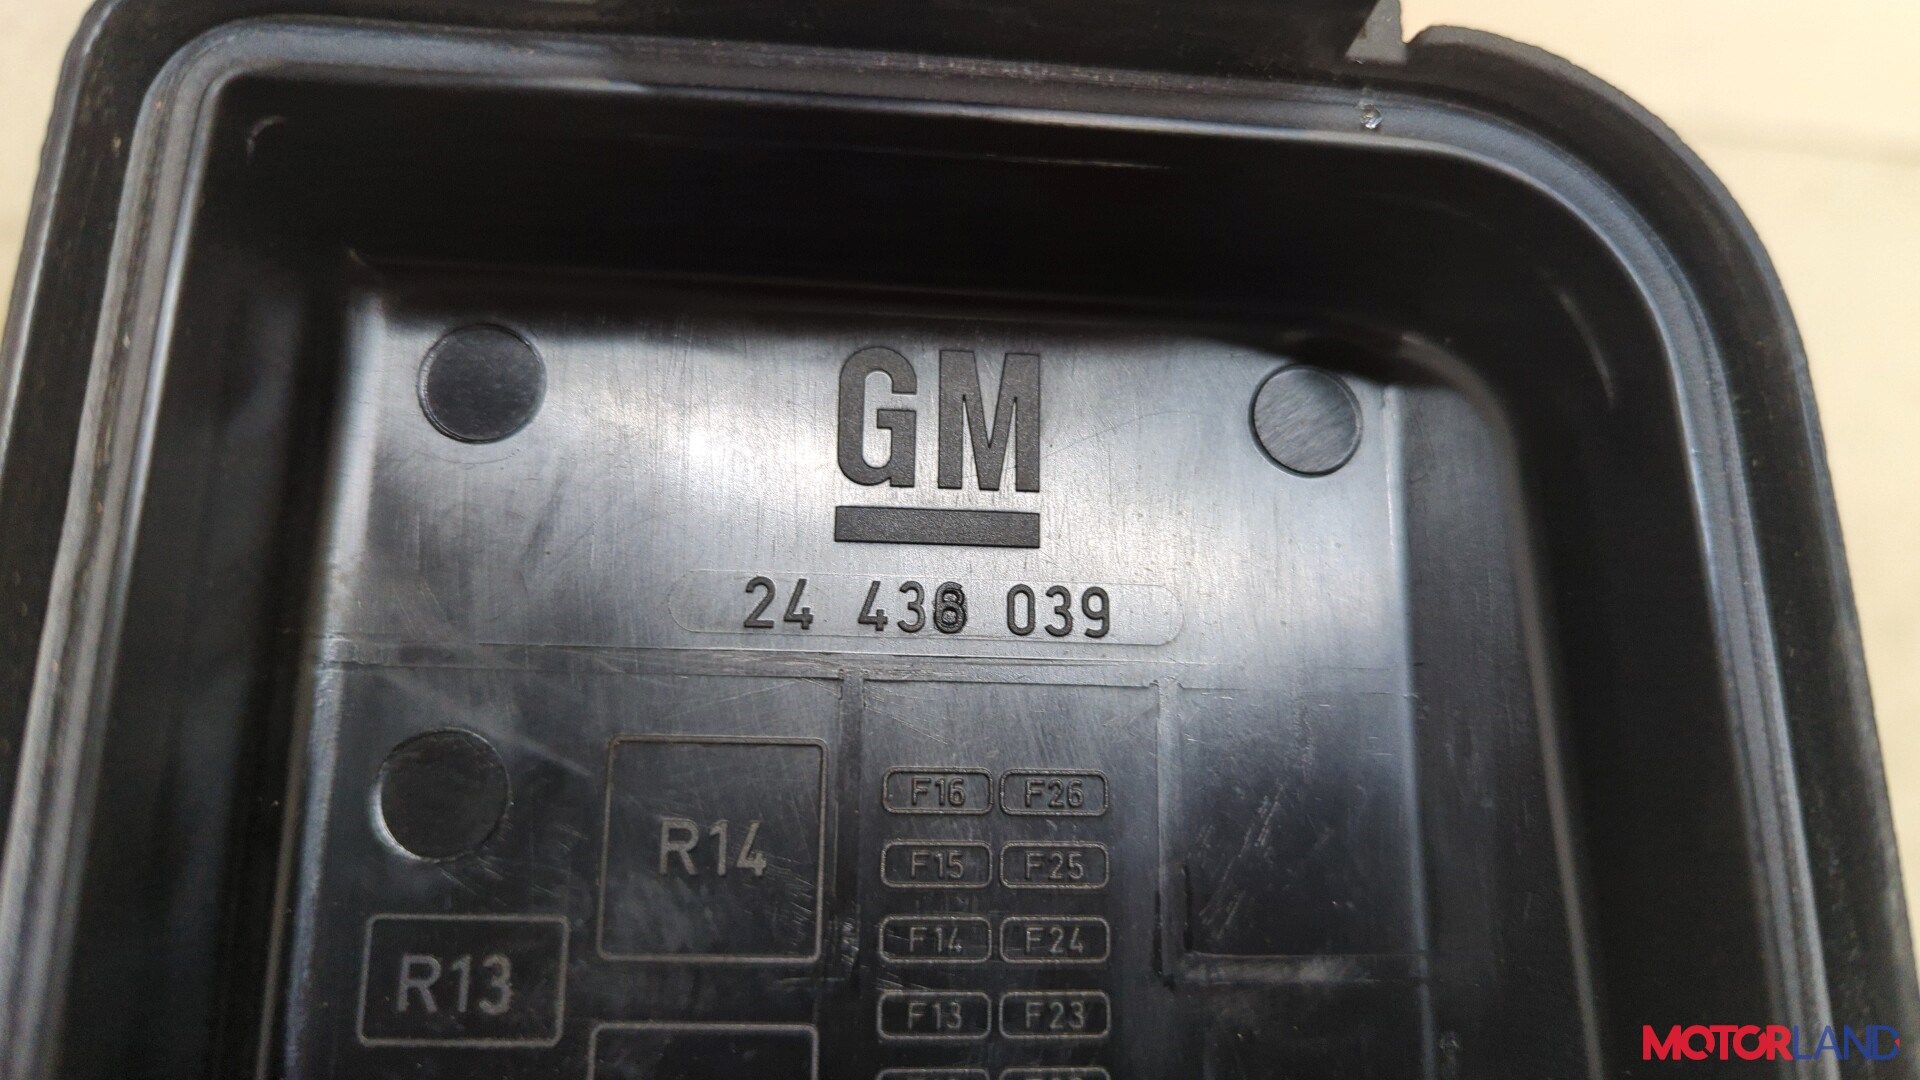 GM
24 438 039
R14
R13
F16 F26
F15 F25
F14 F24
F13 F23
MOTORLAND